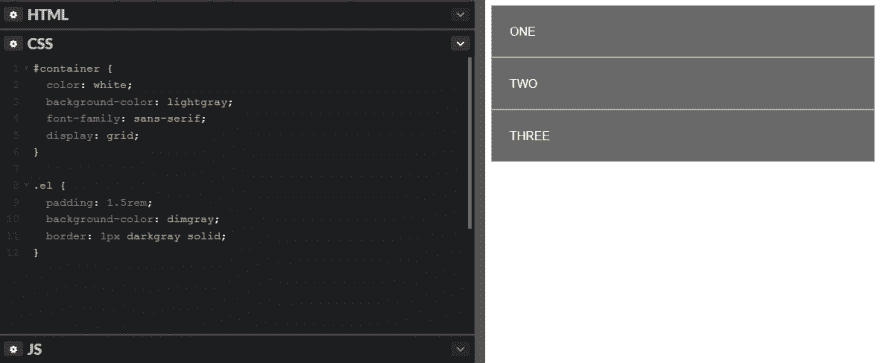 HTML
CSS
1 #container {
2 color: white;
3 background-color: lightgray;
4 font-family: sans-serif;
5 display: grid;
6 }
7
8 .el {
9 padding: 1.5rem;
10 background-color: dimgray;
11 border: 1px darkgray solid;
12 }
JS
ONE
TWO
THREE